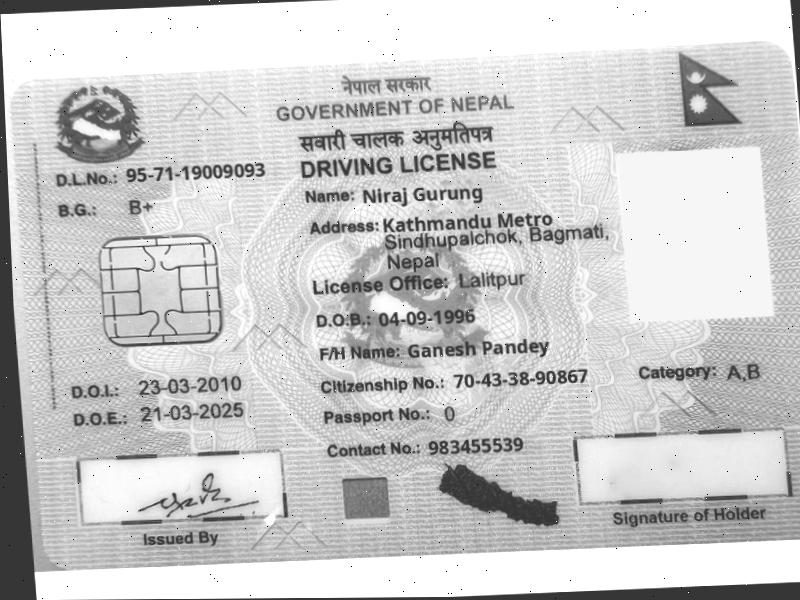 नेपाल सरकार
GOVERNMENT OF NEPAL
सवारी चालक अनुमतिपत्र
DRIVING LICENSE
D.L.No.: 95-71-19009093
B.G.: B+
Name: Niraj Gurung
Address: Kathmandu Metro
Sindhupalchok, Bagmati,
Nepal
License Office: Lalitpur
D.O.B.: 04-09-1996
F/H Name: Ganesh Pandey
D.O.I.: 23-03-2010
Citizenship No.: 70-43-38-90867
Category: A,B
D.O.E.: 21-03-2025
Passport No.: 0
Contact No.: 983455539
Issued By
Signature of Holder